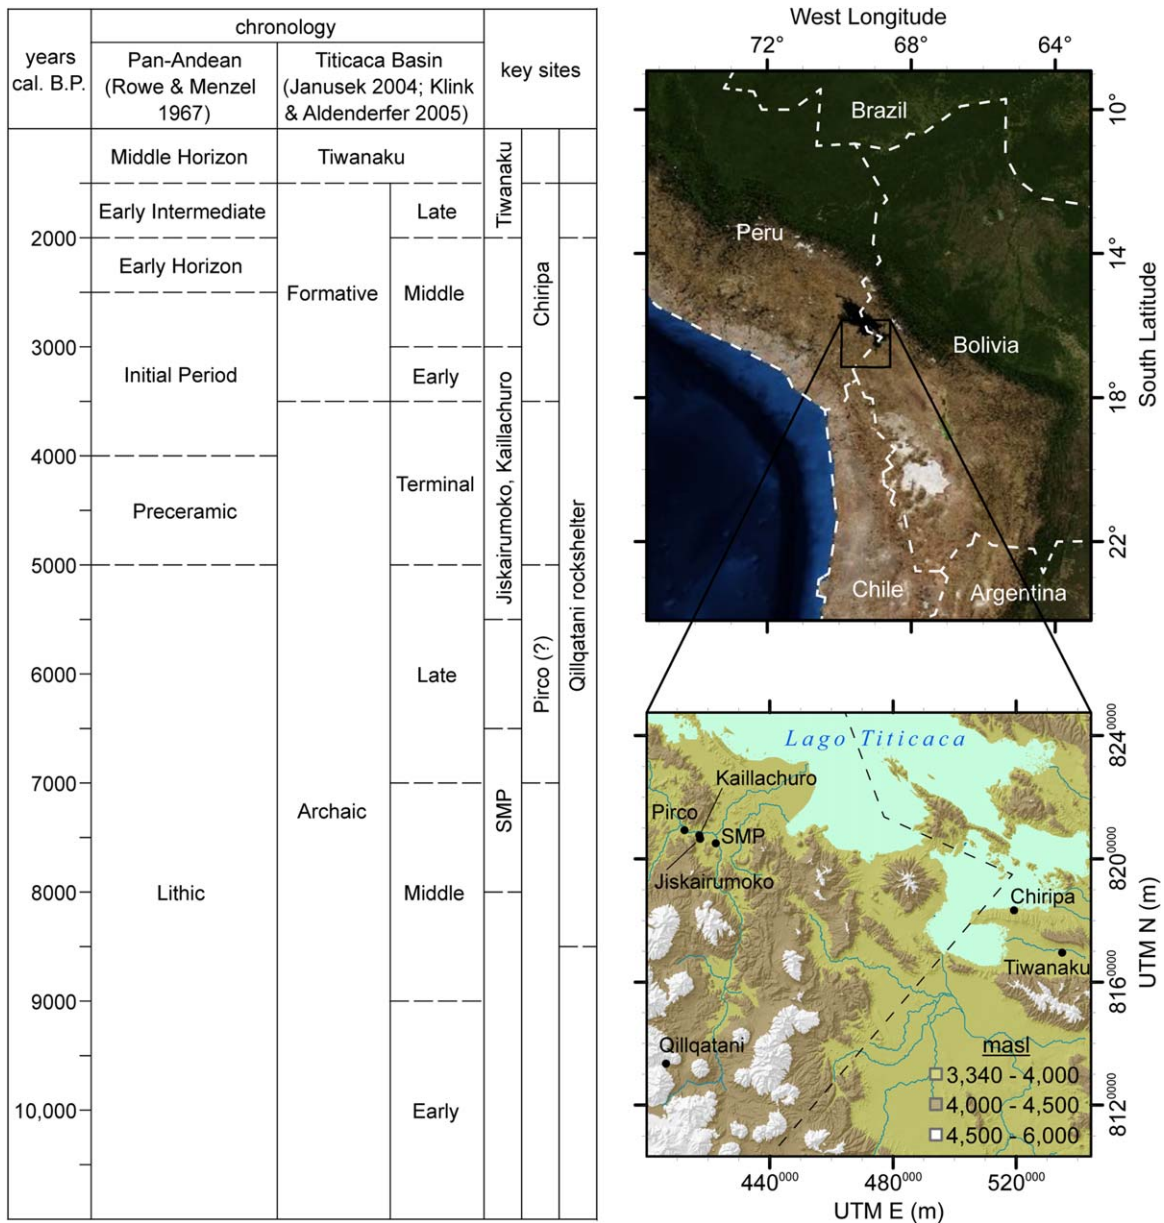 chronology
years
cal. B.P.
Pan-Andean
(Rowe & Menzel
1967)
Titicaca Basin
(Janusek 2004; Klink
& Aldenderfer 2005)
key sites
Middle Horizon
Tiwanaku
Tiwanaku
Early Intermediate
Late
2000
Early Horizon
Formative
Middle
Chiripa
3000
Initial Period
Early
Jiskairumoko, Kaillachuro
4000
Terminal
Preceramic
5000
Qillqatani rockshelter
6000
Late
Pirco (?)
7000
Archaic
SMP
8000
Lithic
Middle
9000
10,000
Early
West Longitude
72° 68° 64°
10°
14°
18°
22°
South Latitude
Brazil
Peru
Bolivia
Chile
Argentina
Lago Titicaca
Kaillachuro
Pirco
SMP
Jiskairumoko
Chiripa
Tiwanaku
Qillqatani
masl
3,340 - 4,000
4,000 - 4,500
4,500 - 6,000
824⁰⁰⁰⁰
820⁰⁰⁰⁰
816⁰⁰⁰⁰
812⁰⁰⁰⁰
UTM N (m)
440⁰⁰⁰ 480⁰⁰⁰ 520⁰⁰⁰
UTM E (m)